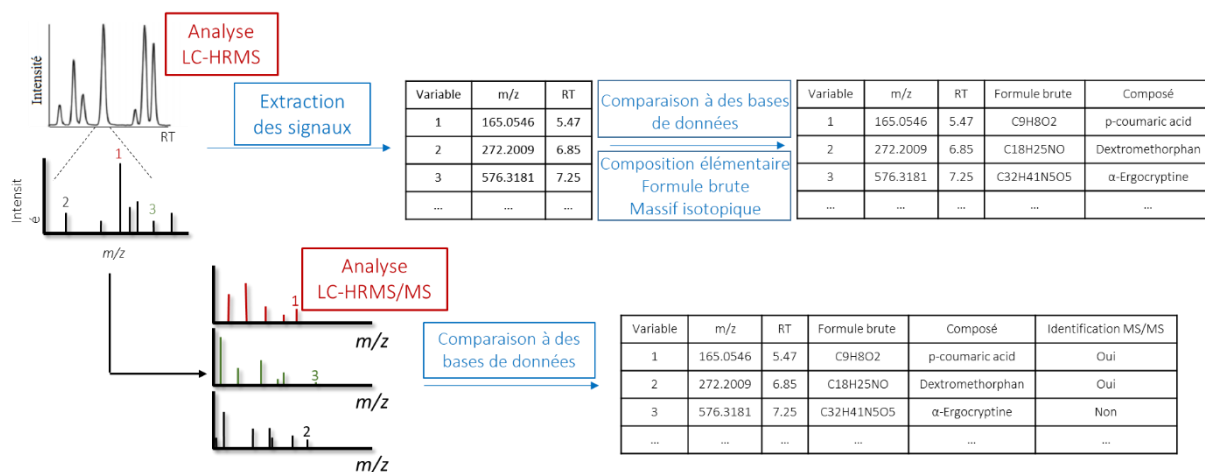 Analyse
LC-HRMS
Intensité
RT
Extraction
des signaux
Variable m/z RT
1 165.0546 5.47
2 272.2009 6.85
3 576.3181 7.25
... ... ...
Comparaison à des bases
de données
Composition élémentaire
Formule brute
Massif isotopique
Variable m/z RT Formule brute Composé
1 165.0546 5.47 C9H8O2 p-coumaric acid
2 272.2009 6.85 C18H25NO Dextromethorphan
3 576.3181 7.25 C32H41N5O5 α-Ergocryptine
... ... ... ... ...
1
2
3
Intensit
é
m/z
Analyse
LC-HRMS/MS
1
m/z
3
m/z
2
m/z
Comparaison à des
bases de données
Variable m/z RT Formule brute Composé Identification MS/MS
1 165.0546 5.47 C9H8O2 p-coumaric acid Oui
2 272.2009 6.85 C18H25NO Dextromethorphan Oui
3 576.3181 7.25 C32H41N5O5 α-Ergocryptine Non
... ... ... ... ... ...